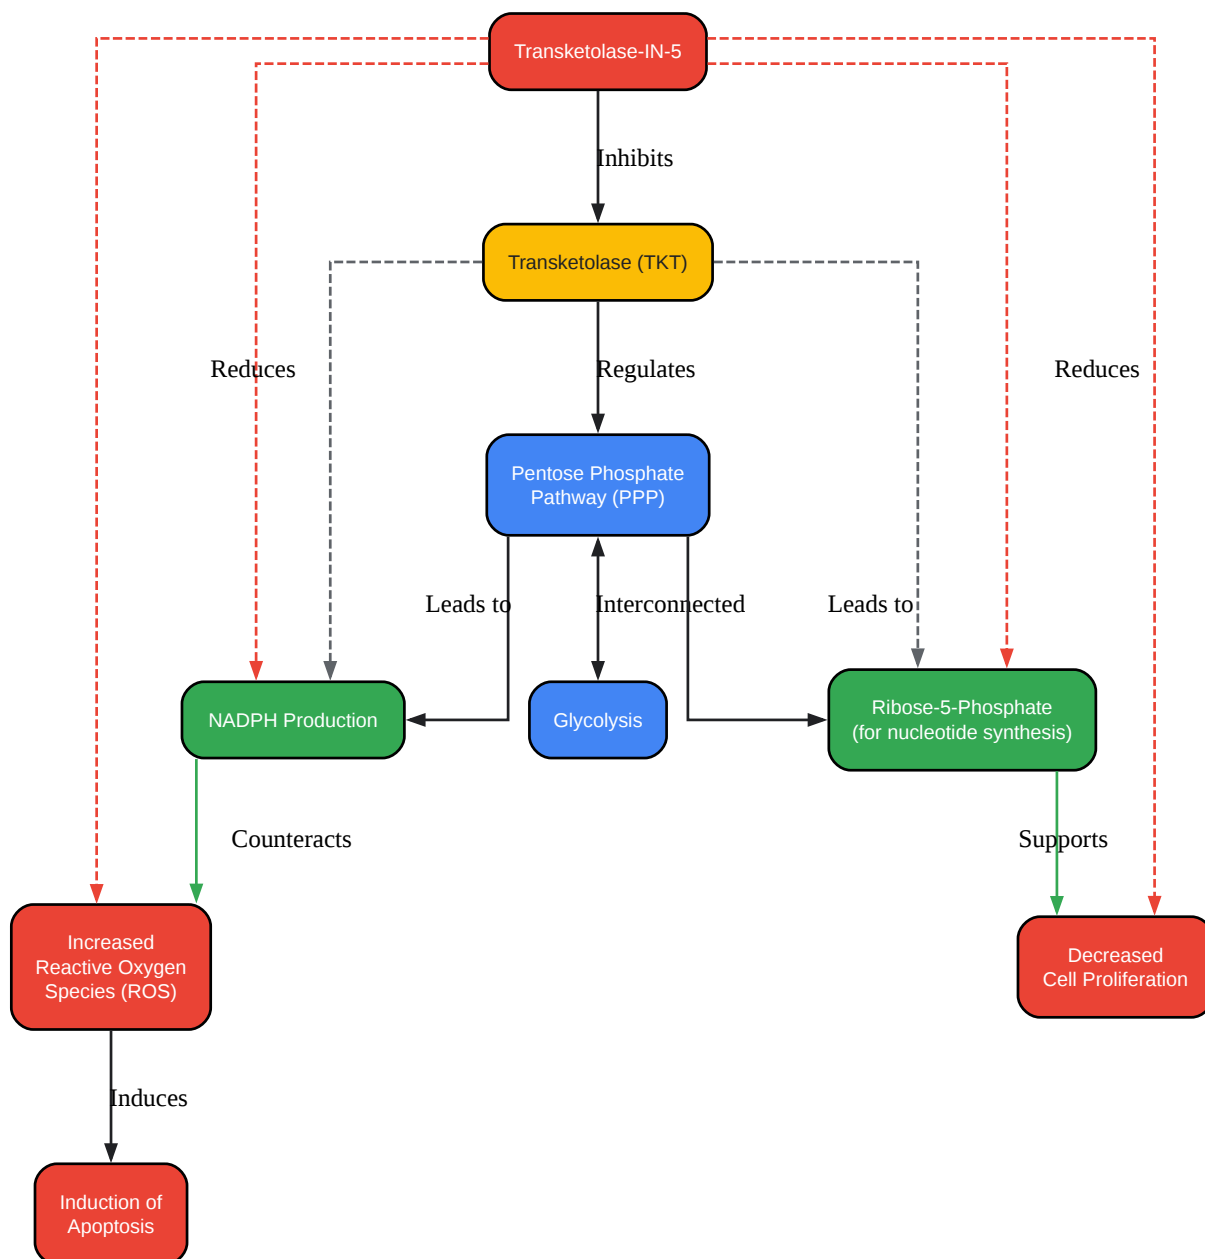 Transketolase-IN-5
Inhibits
Transketolase (TKT)
Reduces
Regulates
Reduces
Pentose Phosphate
Pathway (PPP)
Leads to
Interconnected
Leads to
NADPH Production
Glycolysis
Ribose-5-Phosphate
(for nucleotide synthesis)
Counteracts
Supports
Increased
Reactive Oxygen
Species (ROS)
Decreased
Cell Proliferation
Induces
Induction of
Apoptosis